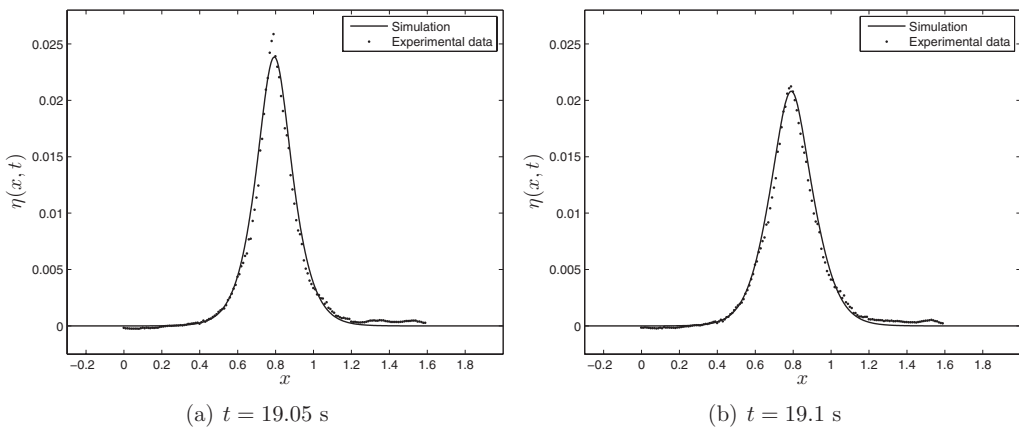 Simulation
Experimental data
0.025
0.02
0.015
0.01
0.005
0
η(x, t)
−0.2 0 0.2 0.4 0.6 0.8 1 1.2 1.4 1.6 1.8
x
(a) t = 19.05 s
Simulation
Experimental data
0.025
0.02
0.015
0.01
0.005
0
η(x, t)
−0.2 0 0.2 0.4 0.6 0.8 1 1.2 1.4 1.6 1.8
x
(b) t = 19.1 s